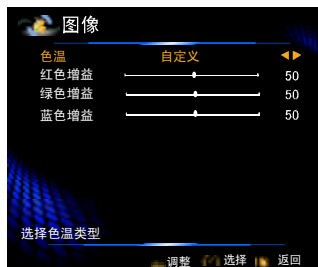 图像
色温 自定义
红色增益 50
绿色增益 50
蓝色增益 50
选择色温类型
调整 选择 返回